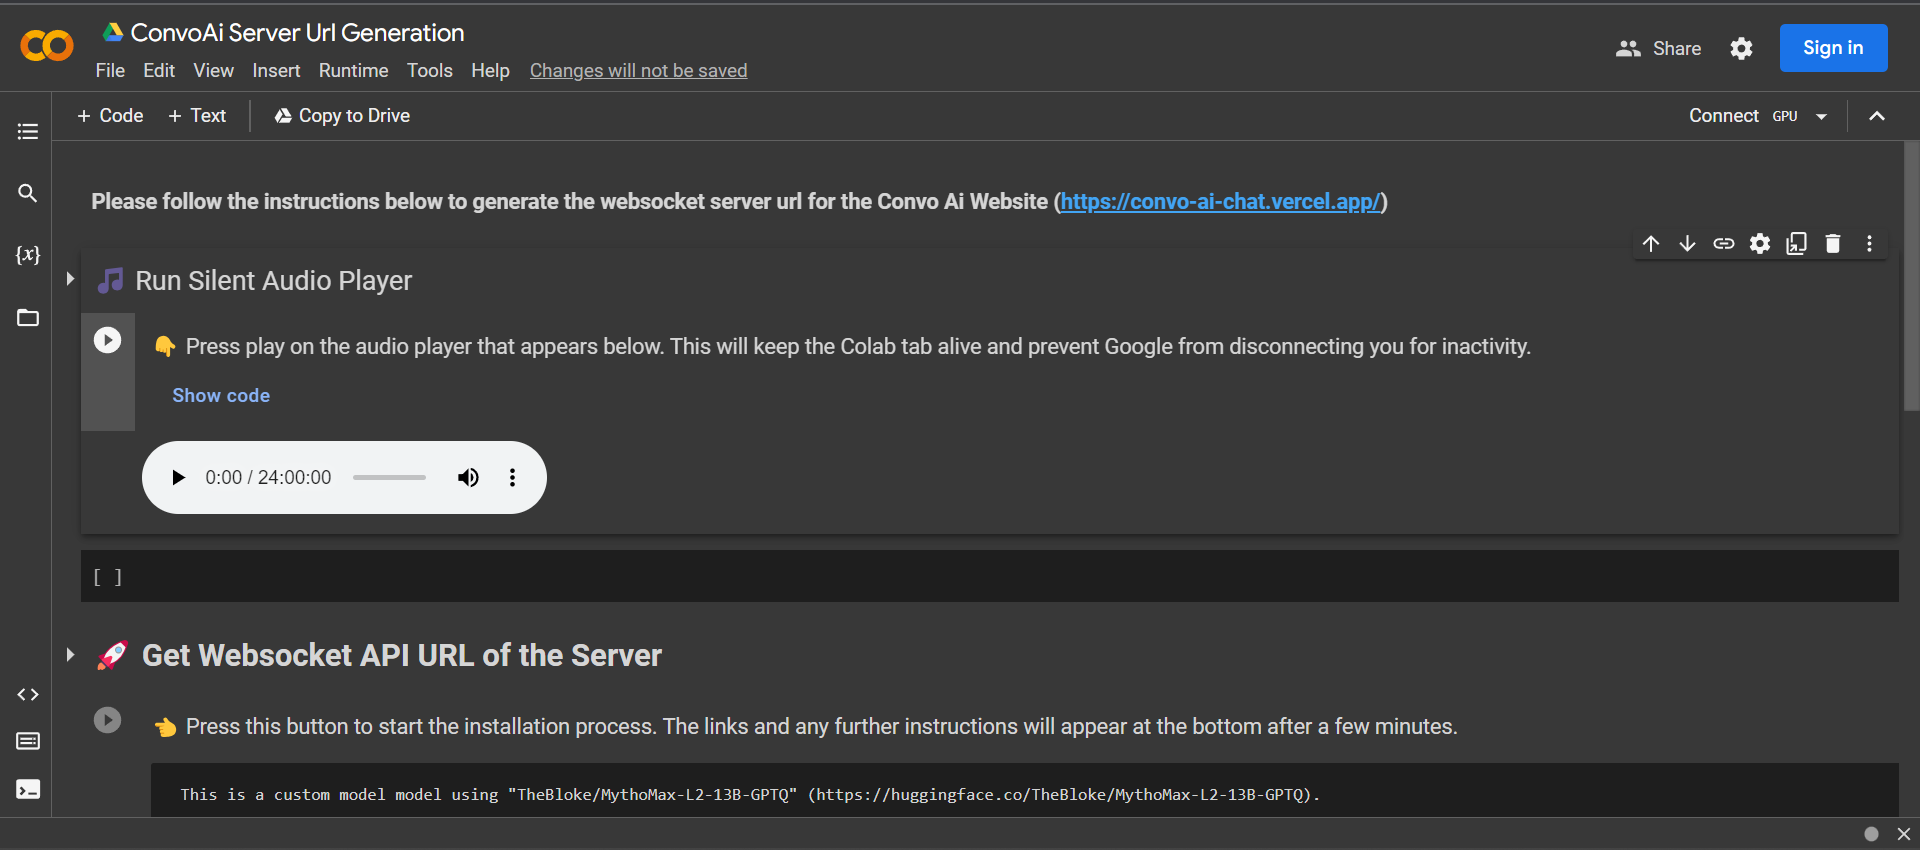 ConvoAi Server Url Generation
File Edit View Insert Runtime Tools Help Changes will not be saved
Share
Sign in
+ Code + Text Copy to Drive
Connect GPU
Please follow the instructions below to generate the websocket server url for the Convo Ai Website (https://convo-ai-chat.vercel.app/)
{x}
🎵 Run Silent Audio Player
👇 Press play on the audio player that appears below. This will keep the Colab tab alive and prevent Google from disconnecting you for inactivity.
Show code
0:00 / 24:00:00
[ ]
🚀 Get Websocket API URL of the Server
👈 Press this button to start the installation process. The links and any further instructions will appear at the bottom after a few minutes.
This is a custom model model using "TheBloke/MythoMax-L2-13B-GPTQ" (https://huggingface.co/TheBloke/MythoMax-L2-13B-GPTQ).